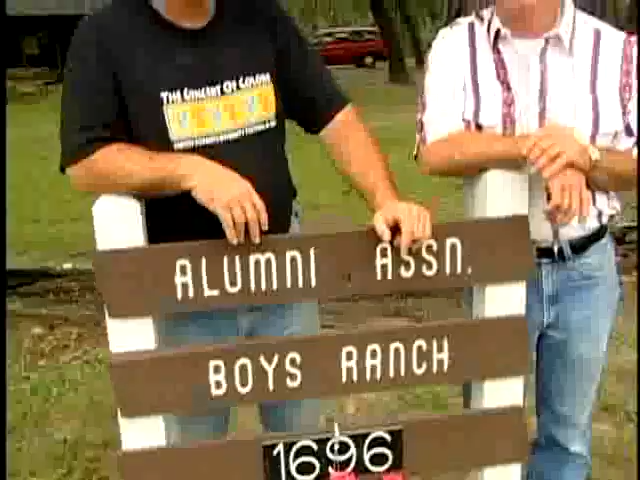 THE CONCERT OF COLORS
ALUMNI ASSN.
BOYS RANCH
1696